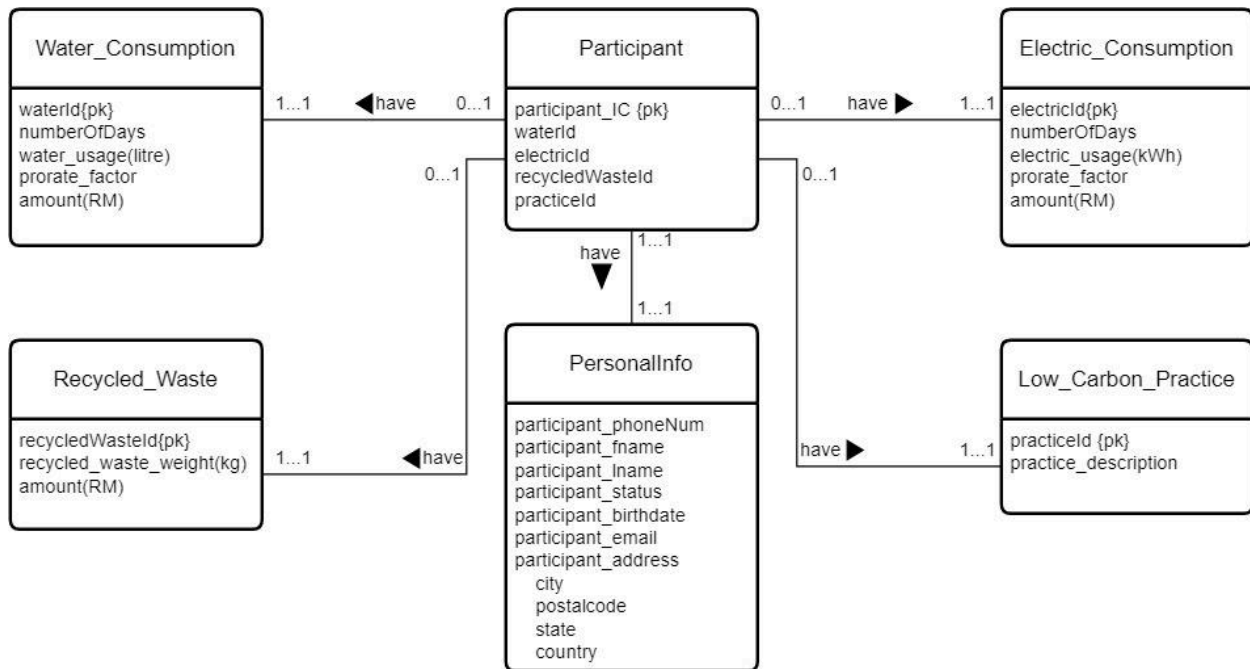 Water_Consumption
waterId{pk}
numberOfDays
water_usage(litre)
prorate_factor
amount(RM)
1...1
have
0...1
Participant
participant_IC {pk}
waterId
electricId
recycledWasteId
practiceId
0...1
have
1...1
Electric_Consumption
electricId{pk}
numberOfDays
electric_usage(kWh)
prorate_factor
amount(RM)
0...1
0...1
1...1
have
1...1
Recycled_Waste
recycledWasteId{pk}
recycled_waste_weight(kg)
amount(RM)
1...1
have
PersonalInfo
participant_phoneNum
participant_fname
participant_lname
participant_status
participant_birthdate
participant_email
participant_address
city
postalcode
state
country
have
1...1
Low_Carbon_Practice
practiceId {pk}
practice_description